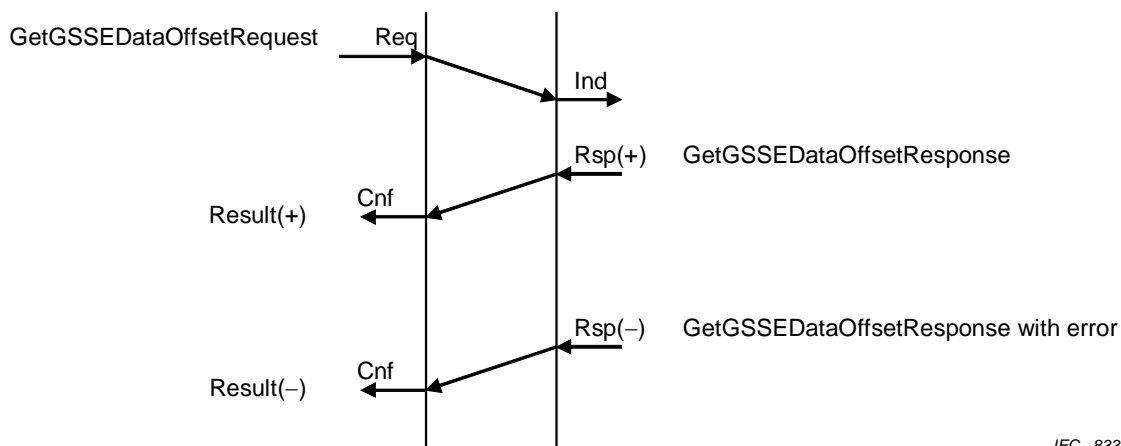 GetGSSEDataOffsetRequest Req
Ind
Rsp(+) GetGSSEDataOffsetResponse
Cnf
Result(+)
Rsp(−) GetGSSEDataOffsetResponse with error
Cnf
Result(−)